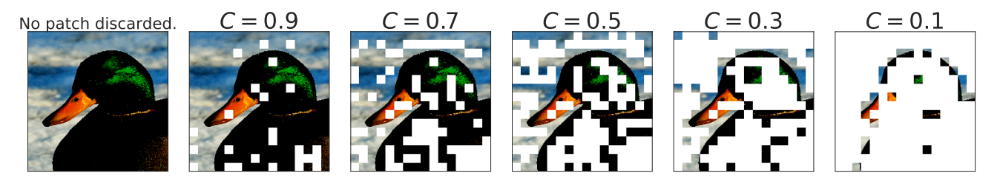 No patch discarded.
C = 0.9
C = 0.7
C = 0.5
C = 0.3
C = 0.1